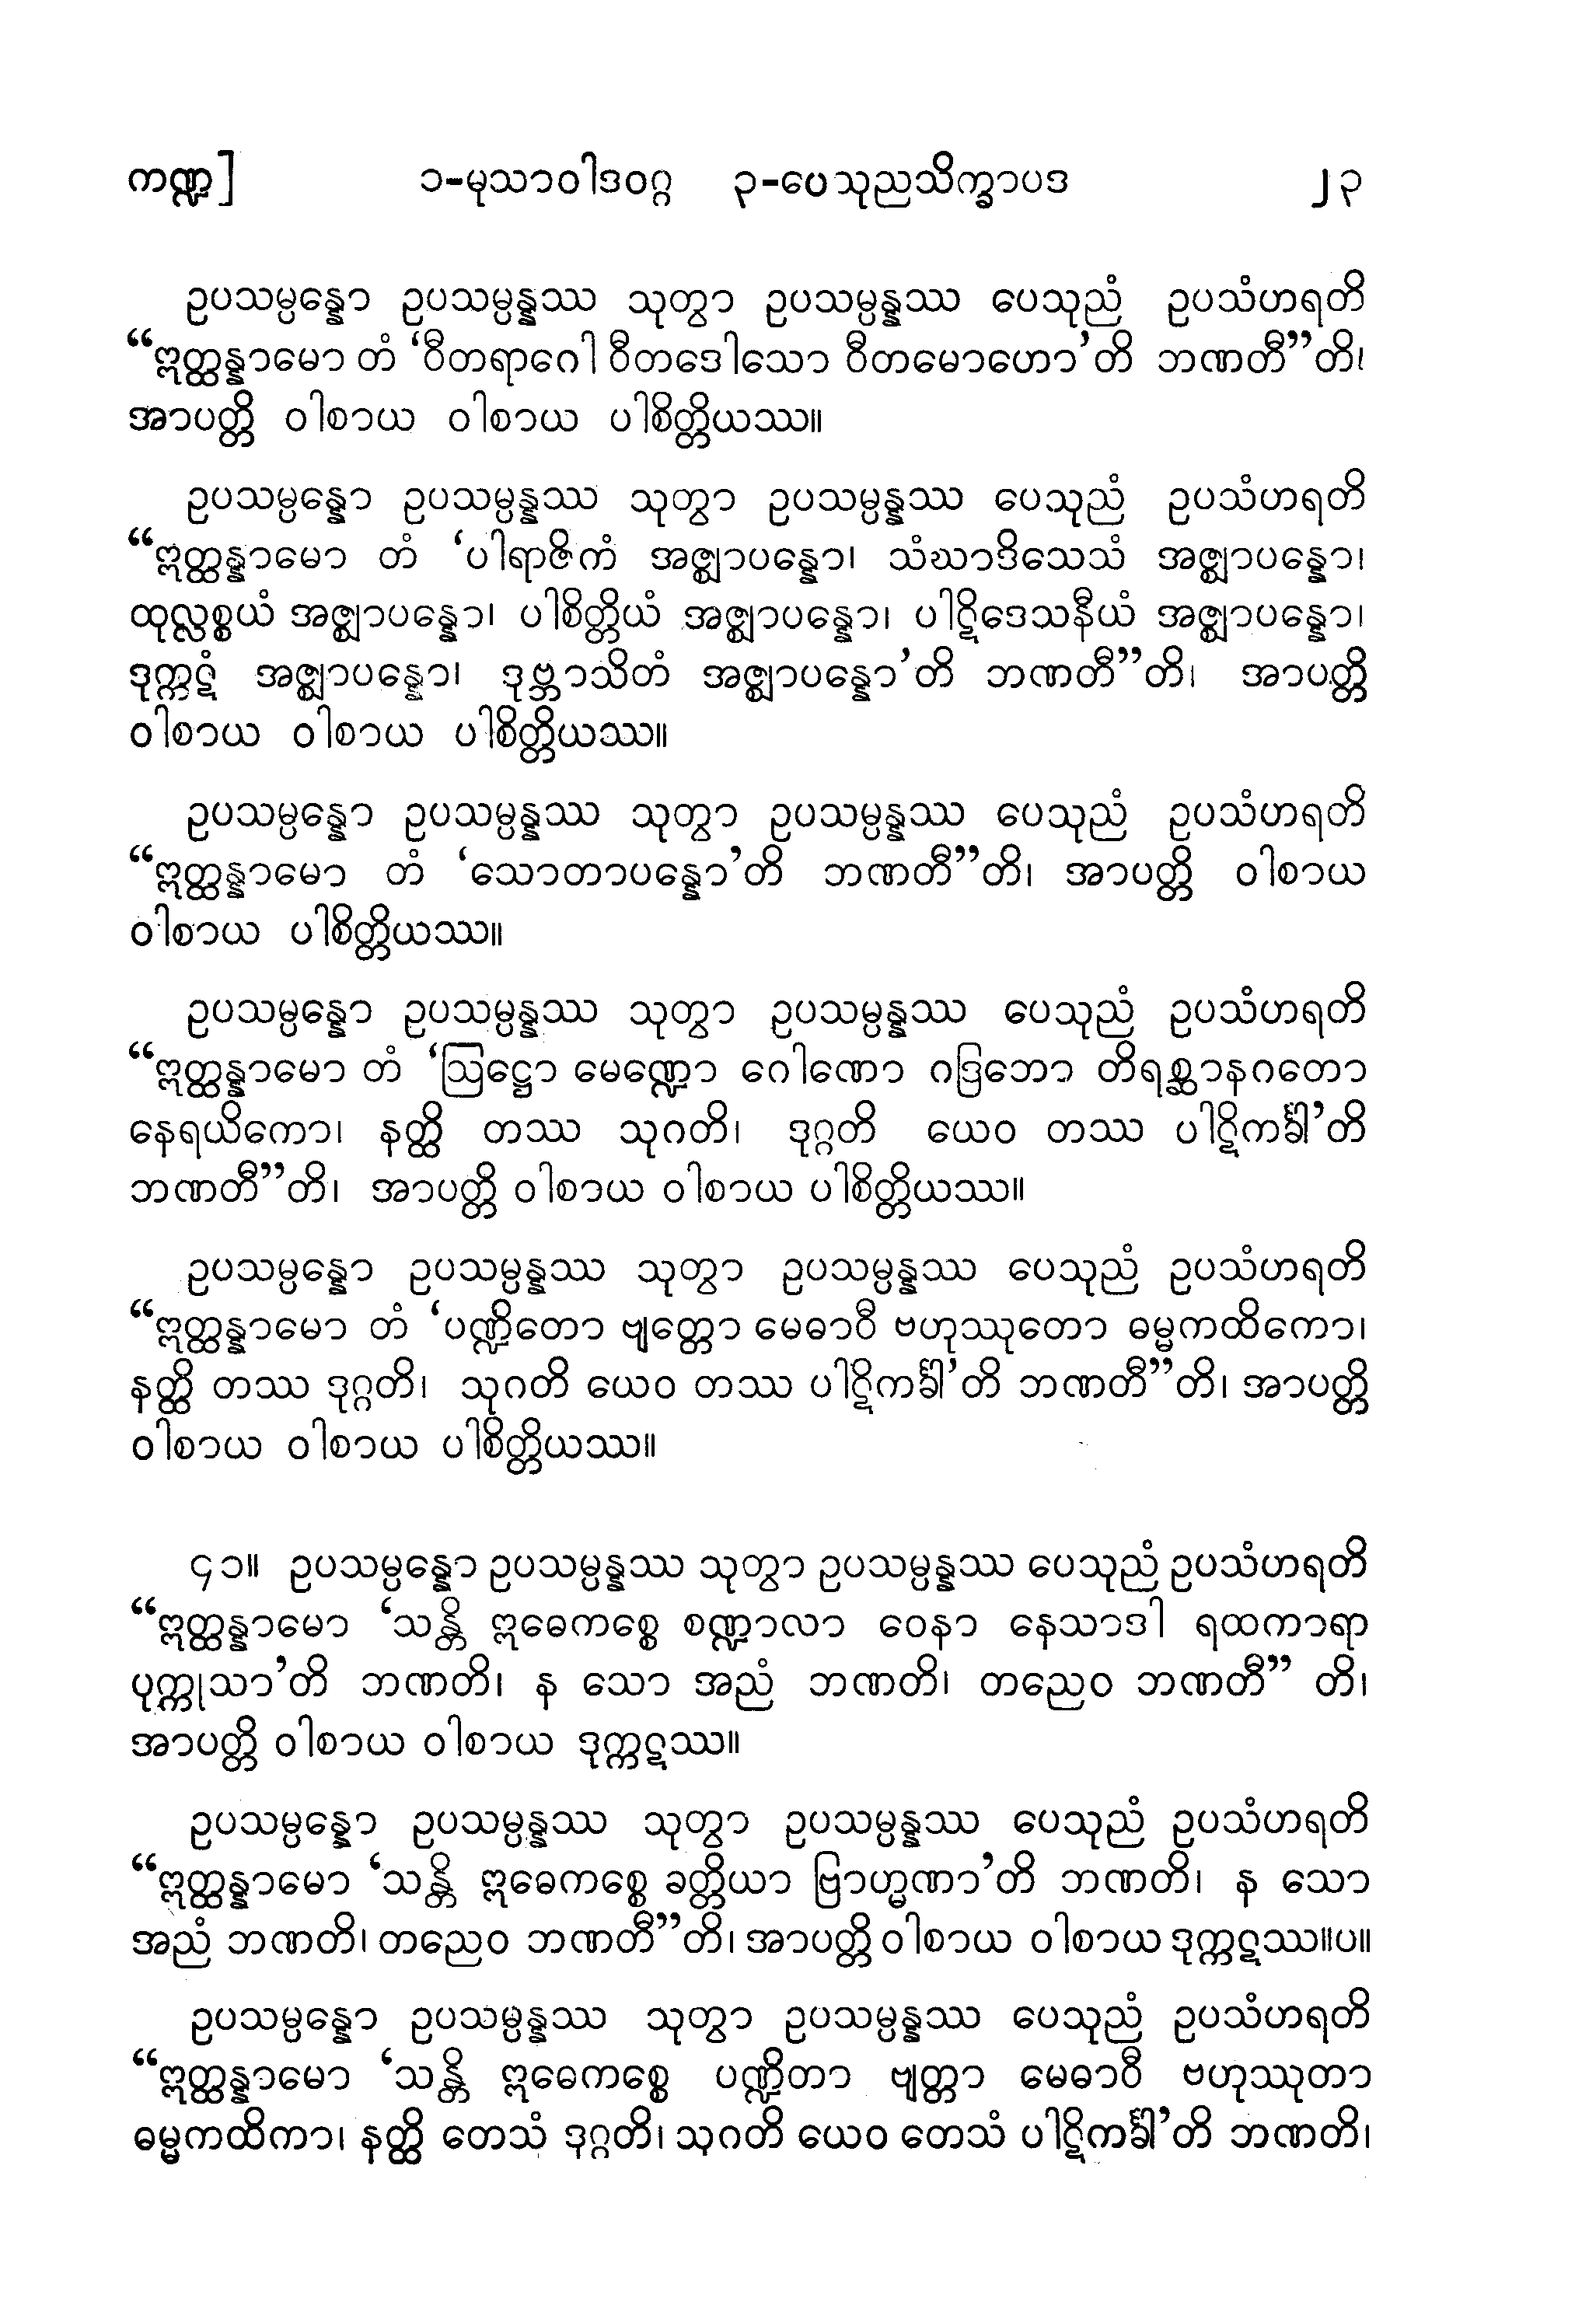 ကဏ္ဍ] ၁-မုသာဝါဒဝဂ္ဂ ၃-ပေသုညသိက္ခာပဒ ၂၃
ဥပသမ္ပန္နော ဥပသမ္ပန္နဿ သုတွာ ဥပသမ္ပန္နဿ ပေသုညံ ဥပသံဟရတိ
“ဣတ္ထန္နာမော တံ ‘ဝီတရာဂေါ ဝီတဒေါသော ဝီတမောဟော’တိ ဘဏတီ”တိ၊
အာပတ္တိ ဝါစာယ ဝါစာယ ပါစိတ္တိယဿ။
ဥပသမ္ပန္နော ဥပသမ္ပန္နဿ သုတွာ ဥပသမ္ပန္နဿ ပေသုညံ ဥပသံဟရတိ
“ဣတ္ထန္နာမော တံ ‘ပါရာဇိကံ အဇ္ဈာပန္နော၊ သံဃာဒိသေသံ အဇ္ဈာပန္နော၊
ထုလ္လစ္စယံ အဇ္ဈာပန္နော၊ ပါစိတ္တိယံ အဇ္ဈာပန္နော၊ ပါဋိဒေသနီယံ အဇ္ဈာပန္နော၊
ဒုက္ကဋံ အဇ္ဈာပန္နော၊ ဒုဗ္ဘာသိတံ အဇ္ဈာပန္နော’တိ ဘဏတီ”တိ၊ အာပတ္တိ
ဝါစာယ ဝါစာယ ပါစိတ္တိယဿ။
ဥပသမ္ပန္နော ဥပသမ္ပန္နဿ သုတွာ ဥပသမ္ပန္နဿ ပေသုညံ ဥပသံဟရတိ
“ဣတ္ထန္နာမော တံ ‘သောတာပန္နော’တိ ဘဏတီ”တိ၊ အာပတ္တိ ဝါစာယ
ဝါစာယ ပါစိတ္တိယဿ။
ဥပသမ္ပန္နော ဥပသမ္ပန္နဿ သုတွာ ဥပသမ္ပန္နဿ ပေသုညံ ဥပသံဟရတိ
“ဣတ္ထန္နာမော တံ ‘ဩဋ္ဌော မေဏ္ဍော ဂေါဏော ဂဒြဘော တိရစ္ဆာနဂတော
နေရယိကော၊ နတ္ထိ တဿ သုဂတိ၊ ဒုဂ္ဂတိ ယေဝ တဿ ပါဋိကင်္ခါ’တိ
ဘဏတီ”တိ၊ အာပတ္တိ ဝါစာယ ဝါစာယ ပါစိတ္တိယဿ။
ဥပသမ္ပန္နော ဥပသမ္ပန္နဿ သုတွာ ဥပသမ္ပန္နဿ ပေသုညံ ဥပသံဟရတိ
“ဣတ္ထန္နာမော တံ ‘ပဏ္ဍိတော ဗျတ္တော မေဓာဝီ ဗဟုဿုတော ဓမ္မကထိကော၊
နတ္ထိ တဿ ဒုဂ္ဂတိ၊ သုဂတိ ယေဝ တဿ ပါဋိကင်္ခါ’တိ ဘဏတီ”တိ၊ အာပတ္တိ
ဝါစာယ ဝါစာယ ပါစိတ္တိယဿ။
၄၁။ ဥပသမ္ပန္နော ဥပသမ္ပန္နဿ သုတွာ ဥပသမ္ပန္နဿ ပေသုညံ ဥပသံဟရတိ
“ဣတ္ထန္နာမော ‘သန္တိ ဣဓေကစ္စေ စဏ္ဍာလာ ဝေနာ နေသာဒါ ရထကာရာ
ပုက္ကုသာ’တိ ဘဏတိ၊ န သော အညံ ဘဏတိ၊ တညေဝ ဘဏတီ” တိ၊
အာပတ္တိ ဝါစာယ ဝါစာယ ဒုက္ကဋဿ။
ဥပသမ္ပန္နော ဥပသမ္ပန္နဿ သုတွာ ဥပသမ္ပန္နဿ ပေသုညံ ဥပသံဟရတိ
“ဣတ္ထန္နာမော ‘သန္တိ ဣဓေကစ္စေ ခတ္တိယာ ဗြာဟ္မဏာ’တိ ဘဏတိ၊ န သော
အညံ ဘဏတိ၊ တညေဝ ဘဏတီ”တိ၊ အာပတ္တိ ဝါစာယ ဝါစာယ ဒုက္ကဋဿ။ပ။
ဥပသမ္ပန္နော ဥပသမ္ပန္နဿ သုတွာ ဥပသမ္ပန္နဿ ပေသုညံ ဥပသံဟရတိ
“ဣတ္ထန္နာမော ‘သန္တိ ဣဓေကစ္စေ ပဏ္ဍိတာ ဗျတ္တာ မေဓာဝီ ဗဟုဿုတာ
ဓမ္မကထိကာ၊ နတ္ထိ တေသံ ဒုဂ္ဂတိ၊ သုဂတိ ယေဝ တေသံ ပါဋိကင်္ခါ’တိ ဘဏတိ၊